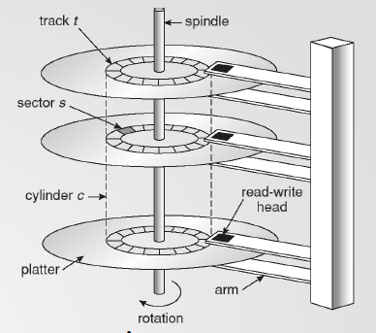 track t
spindle
sector s
cylinder c
read-write
head
platter
arm
rotation